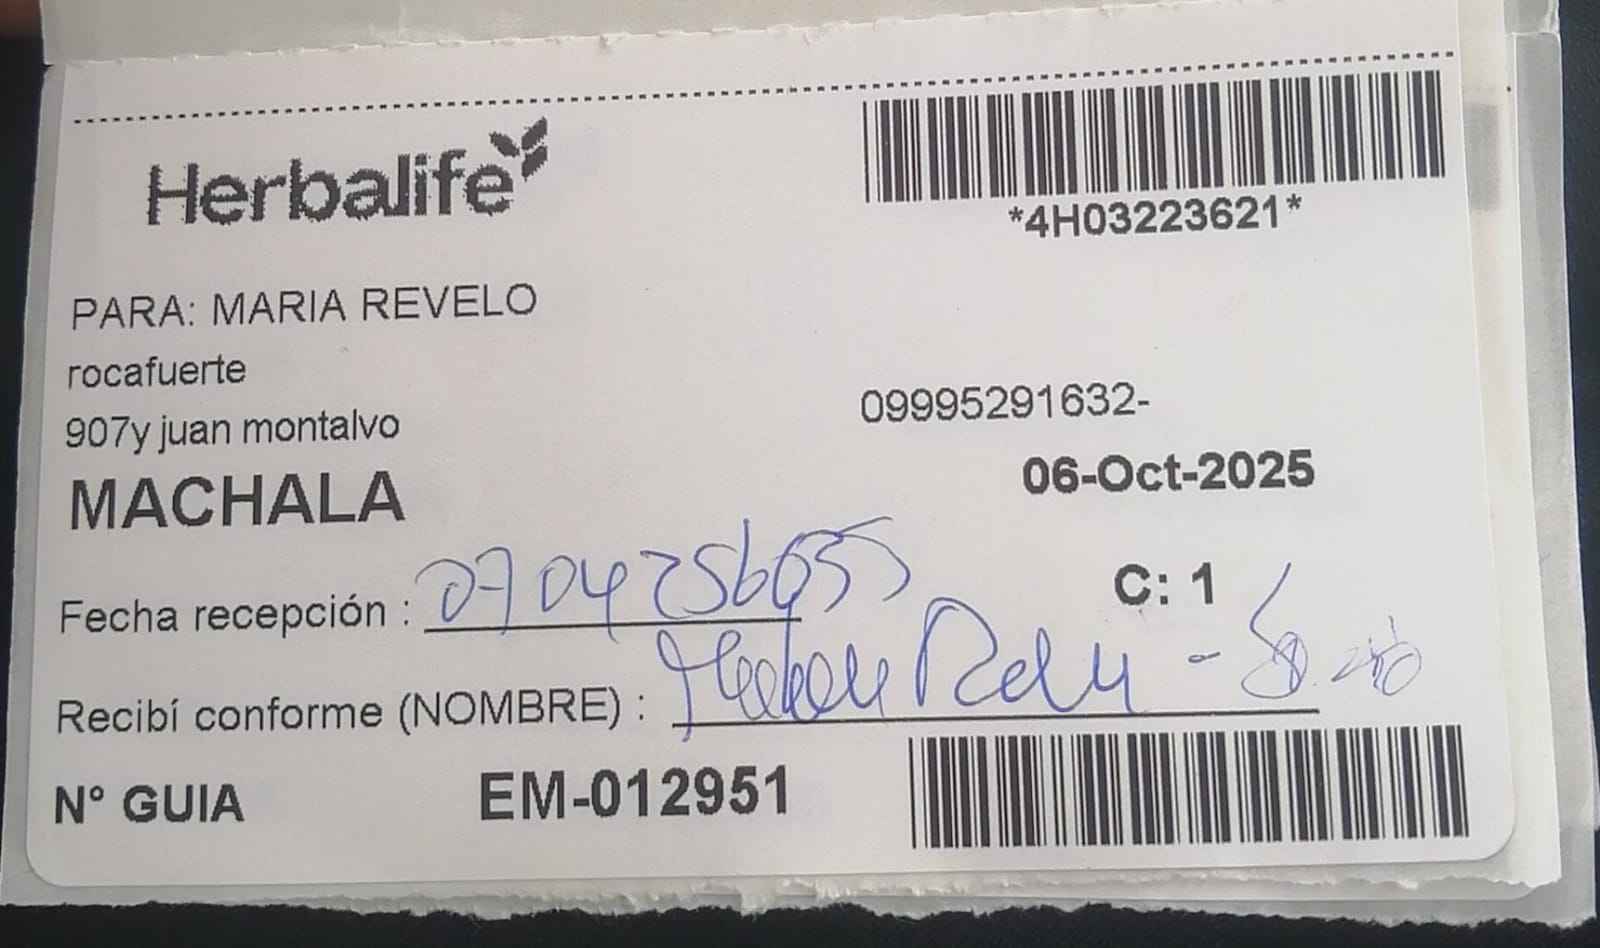 Herbalife
*4H03223621*
PARA: MARIA REVELO
rocafuerte
907y juan montalvo
09995291632-
MACHALA
06-Oct-2025
C: 1
Fecha recepción : 0704256655
Recibí conforme (NOMBRE) :
N° GUIA EM-012951